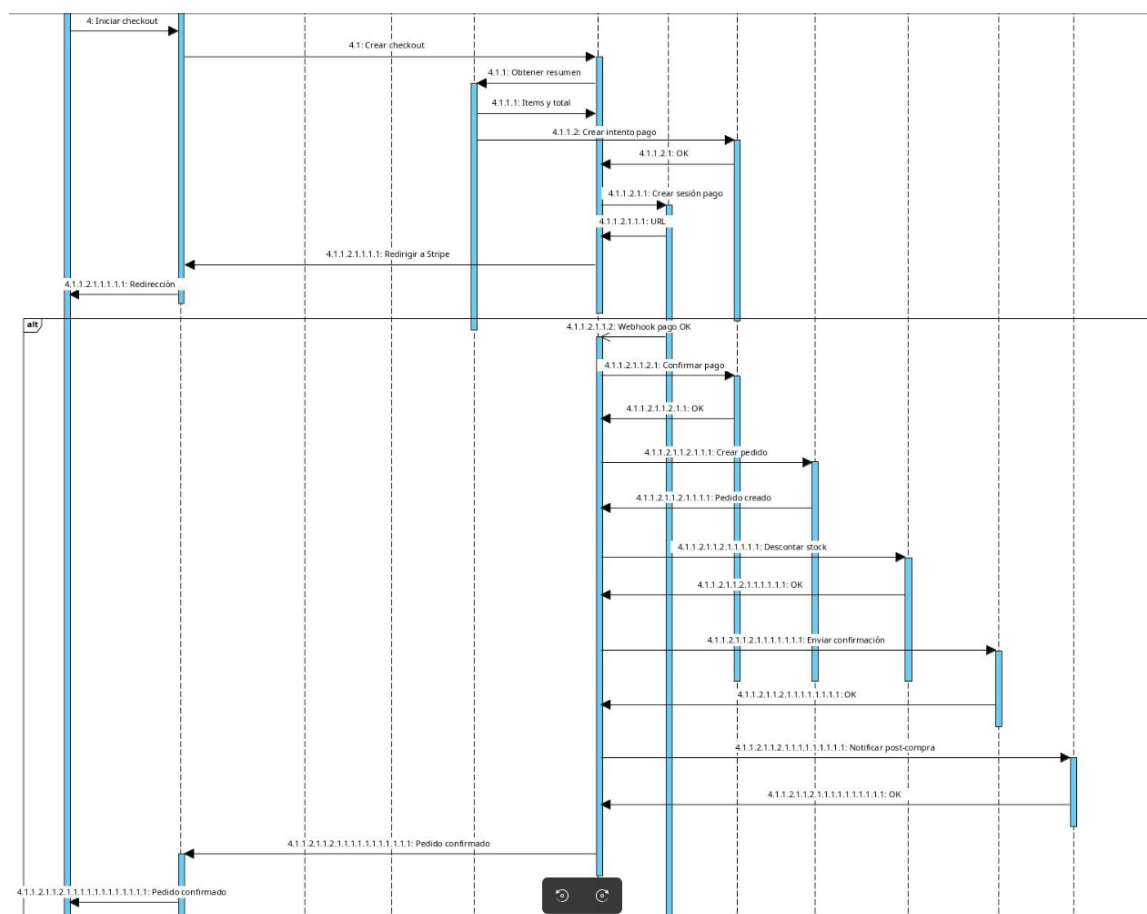 4: Iniciar checkout
4.1: Crear checkout
4.1.1: Obtener resumen
4.1.1.1: Items y total
4.1.1.2: Crear intento pago
4.1.1.2.1: OK
4.1.1.2.1.1: Crear sesión pago
4.1.1.2.1.1.1: URL
4.1.1.2.1.1.1.1: Redirigir a Stripe
4.1.1.2.1.1.1.1.1: Redirección
alt
4.1.1.2.1.1.2: Webhook pago OK
4.1.1.2.1.1.2.1: Confirmar pago
4.1.1.2.1.1.2.1.1: OK
4.1.1.2.1.1.2.1.1.1: Crear pedido
4.1.1.2.1.1.2.1.1.1.1: Pedido creado
4.1.1.2.1.1.2.1.1.1.1.1: Descontar stock
4.1.1.2.1.1.2.1.1.1.1.1.1: OK
4.1.1.2.1.1.2.1.1.1.1.1.1.1: Enviar confirmación
4.1.1.2.1.1.2.1.1.1.1.1.1.1.1: OK
4.1.1.2.1.1.2.1.1.1.1.1.1.1.1.1: Notificar post-compra
4.1.1.2.1.1.2.1.1.1.1.1.1.1.1.1.1: OK
4.1.1.2.1.1.2.1.1.1.1.1.1.1.1.1.1.1: Pedido confirmado
4.1.1.2.1.1.2.1.1.1.1.1.1.1.1.1.1.1.1: Pedido confirmado